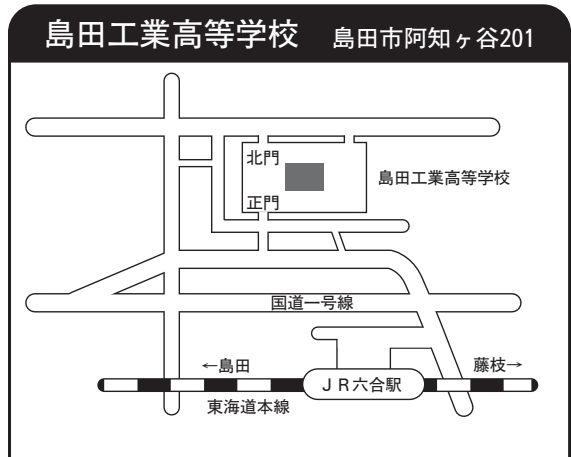 島田工業高等学校　島田市阿知ヶ谷201
北門
島田工業高等学校
正門
国道一号線
←島田
藤枝→
ＪＲ六合駅
東海道本線